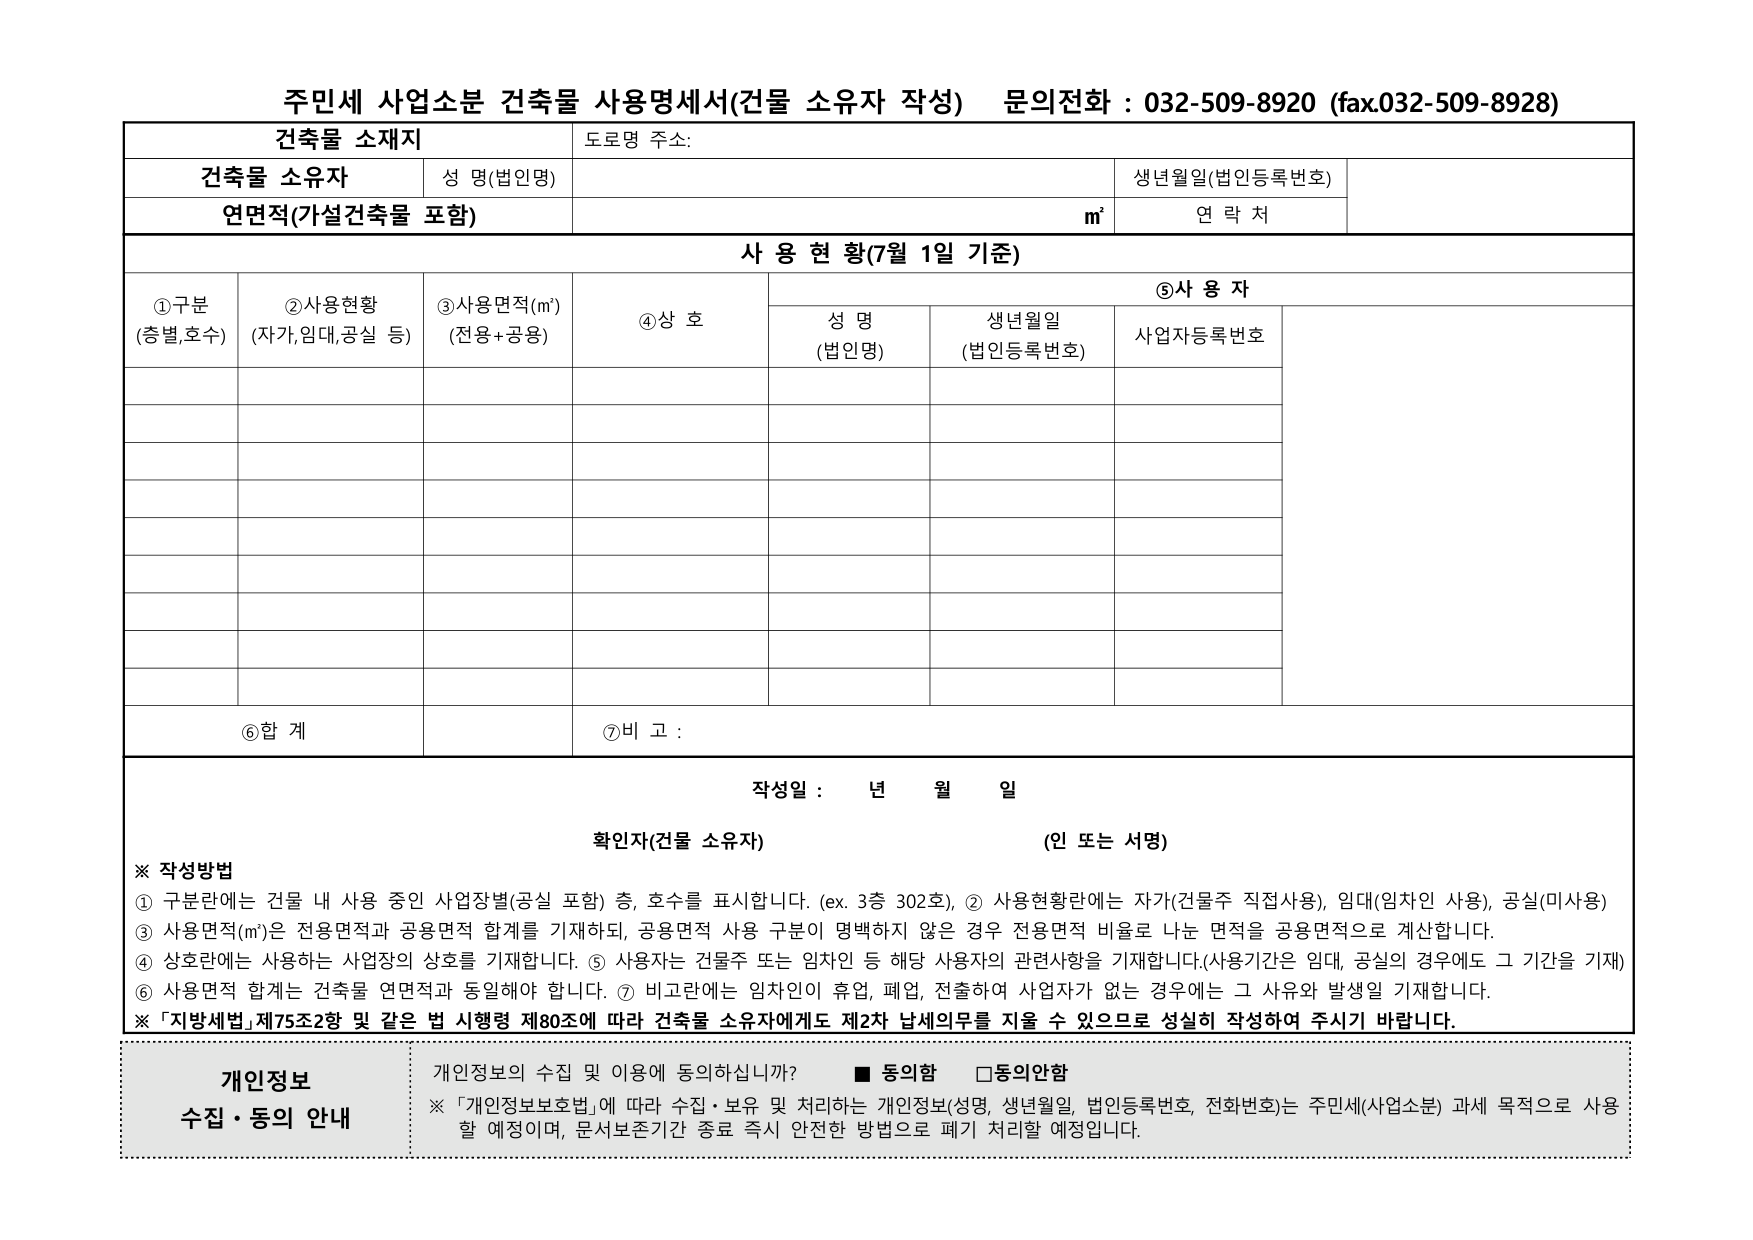 주민세 사업소분 건축물 사용명세서(건물 소유자 작성) 문의전화 : 032-509-8920 (fax.032-509-8928)
건축물 소재지 도로명 주소:
건축물 소유자 성 명(법인명) 생년월일(법인등록번호)
연면적(가설건축물 포함) ㎡ 연 락 처
사 용 현 황(7월 1일 기준)
①구분
(층별,호수)
②사용현황
(자가,임대,공실 등)
③사용면적(㎡)
(전용+공용)
④상 호
⑤사 용 자
성 명
(법인명)
생년월일
(법인등록번호)
사업자등록번호
⑥합 계 ⑦비 고 :
작성일 : 년 월 일
확인자(건물 소유자) (인 또는 서명)
※ 작성방법
① 구분란에는 건물 내 사용 중인 사업장별(공실 포함) 층, 호수를 표시합니다. (ex. 3층 302호), ② 사용현황란에는 자가(건물주 직접사용), 임대(임차인 사용), 공실(미사용)
③ 사용면적(㎡)은 전용면적과 공용면적 합계를 기재하되, 공용면적 사용 구분이 명백하지 않은 경우 전용면적 비율로 나눈 면적을 공용면적으로 계산합니다.
④ 상호란에는 사용하는 사업장의 상호를 기재합니다. ⑤ 사용자는 건물주 또는 임차인 등 해당 사용자의 관련사항을 기재합니다.(사용기간은 임대, 공실의 경우에도 그 기간을 기재)
⑥ 사용면적 합계는 건축물 연면적과 동일해야 합니다. ⑦ 비고란에는 임차인이 휴업, 폐업, 전출하여 사업자가 없는 경우에는 그 사유와 발생일 기재합니다.
※ ｢지방세법｣제75조2항 및 같은 법 시행령 제80조에 따라 건축물 소유자에게도 제2차 납세의무를 지울 수 있으므로 성실히 작성하여 주시기 바랍니다.
개인정보
수집·동의 안내
개인정보의 수집 및 이용에 동의하십니까? ■ 동의함 □동의안함
※ ｢개인정보보호법｣에 따라 수집·보유 및 처리하는 개인정보(성명, 생년월일, 법인등록번호, 전화번호)는 주민세(사업소분) 과세 목적으로 사용
할 예정이며, 문서보존기간 종료 즉시 안전한 방법으로 폐기 처리할 예정입니다.